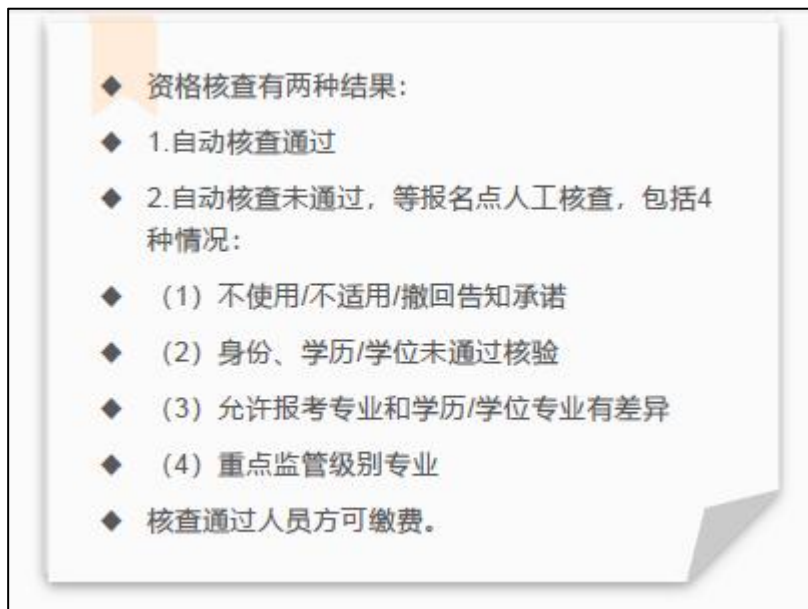 ◆ 资格核查有两种结果：
◆ 1.自动核查通过
◆ 2.自动核查未通过，等报名点人工核查，包括4
种情况：
◆ （1）不使用/不适用/撤回告知承诺
◆ （2）身份、学历/学位未通过核验
◆ （3）允许报考专业和学历/学位专业有差异
◆ （4）重点监管级别专业
◆ 核查通过人员方可缴费。